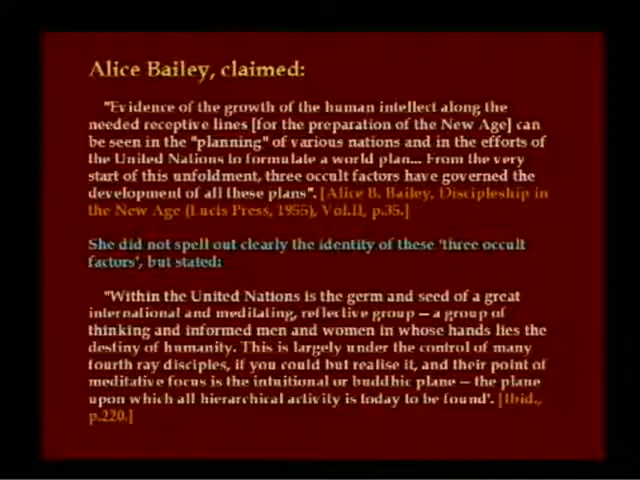 Alice Bailey, claimed:
"Evidence of the growth of the human intellect along the
needed receptive lines [for the preparation of the New Age] can
be seen in the "planning" of various nations and in the efforts of
the United Nations to formulate a world plan... From the very
start of this unfoldment, three occult factors have governed the
development of all these plans". [Alice B. Bailey, Discipleship in
the New Age (Lucis Press, 1955), Vol.II, p.35.]
She did not spell out clearly the identity of these 'three occult
factors', but stated:
"Within the United Nations is the germ and seed of a great
international and meditating, reflective group – a group of
thinking and informed men and women in whose hands lies the
destiny of humanity. This is largely under the control of many
fourth ray disciples, if you could but realise it, and their point of
meditative focus is the intuitional or buddhic plane – the plane
upon which all hierarchical activity is today to be found'. [Ibid.,
p.220.]